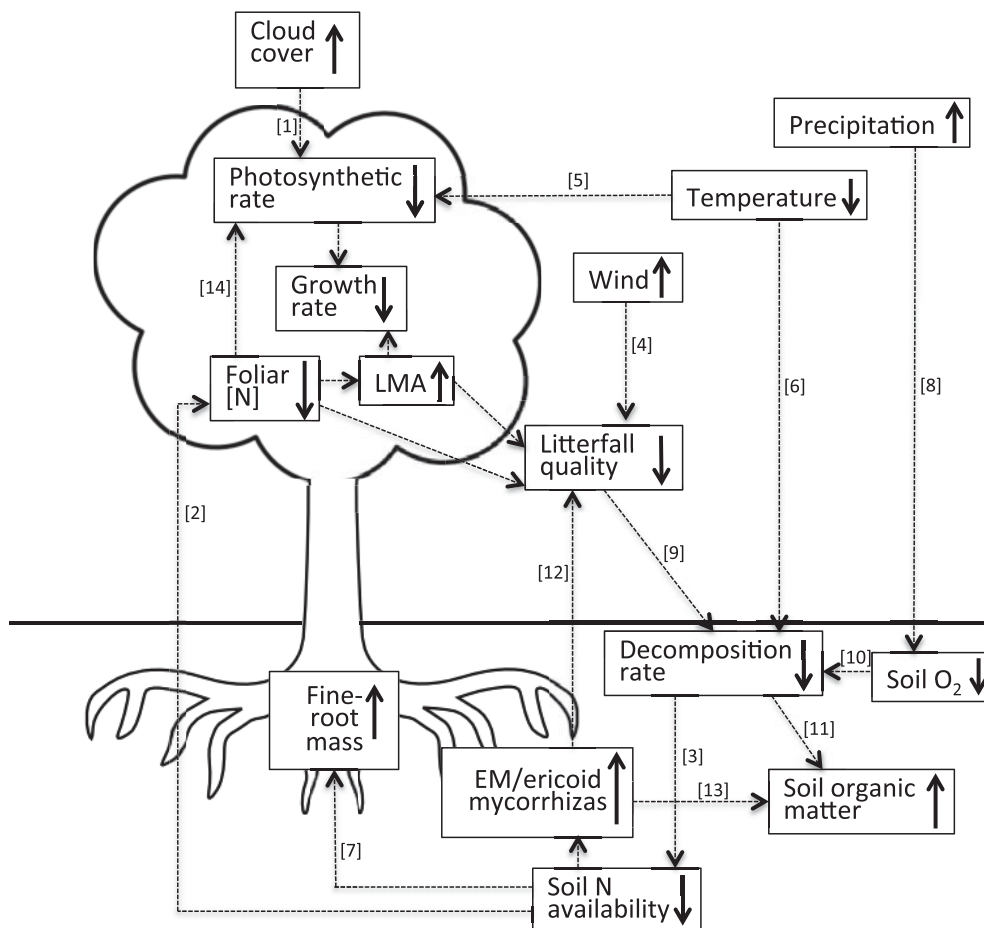 Cloud
cover
[1]
Precipitation
Photosynthetic
rate
[5]
Temperature
[14]
Growth
rate
Wind
[4]
[6]
[8]
Foliar
[N]
LMA
Litterfall
quality
[2]
[12]
[9]
Decomposition
rate
[10]
Soil O2
Fine-
root
mass
[3]
[11]
EM/ericoid
mycorrhizas
[13]
Soil organic
matter
[7]
Soil N
availability